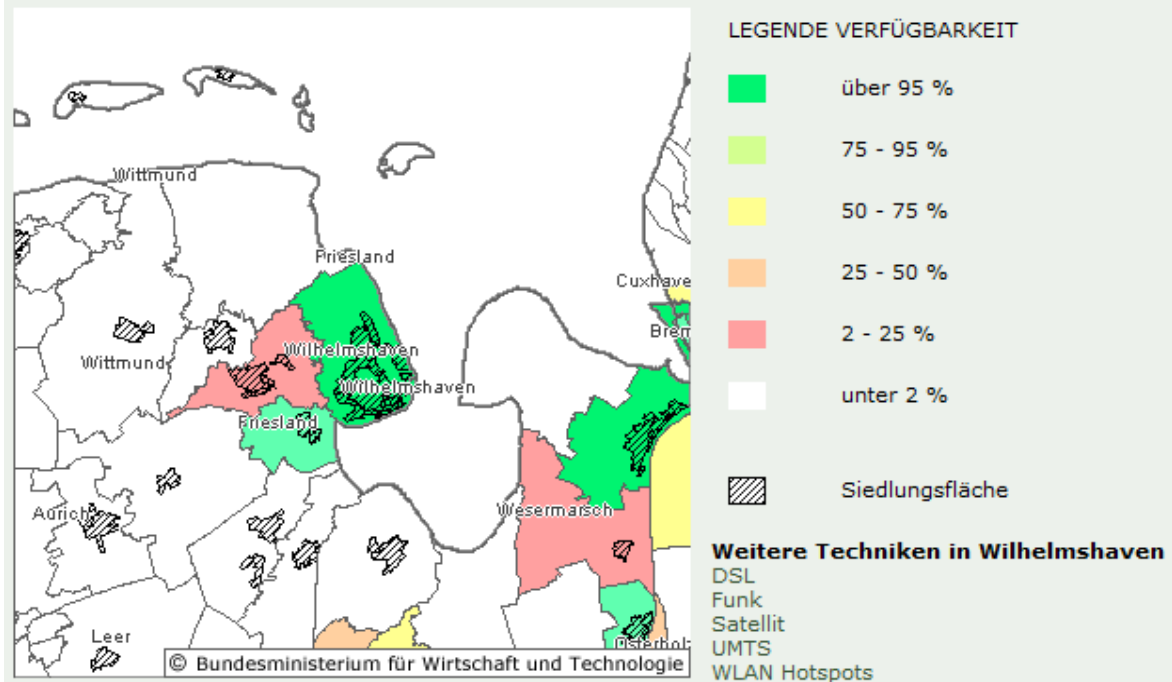 Wittmund
Friesland
Cuxhave
Brem
Wilhelmshaven
Wittmund
Wilhelmshaven
Friesland
Aurich
Wesermarsch
Leer
Osterholz
© Bundesministerium für Wirtschaft und Technologie
LEGENDE VERFÜGBARKEIT
über 95 %
75 - 95 %
50 - 75 %
25 - 50 %
2 - 25 %
unter 2 %
Siedlungsfläche
Weitere Techniken in Wilhelmshaven
DSL
Funk
Satellit
UMTS
WLAN Hotspots